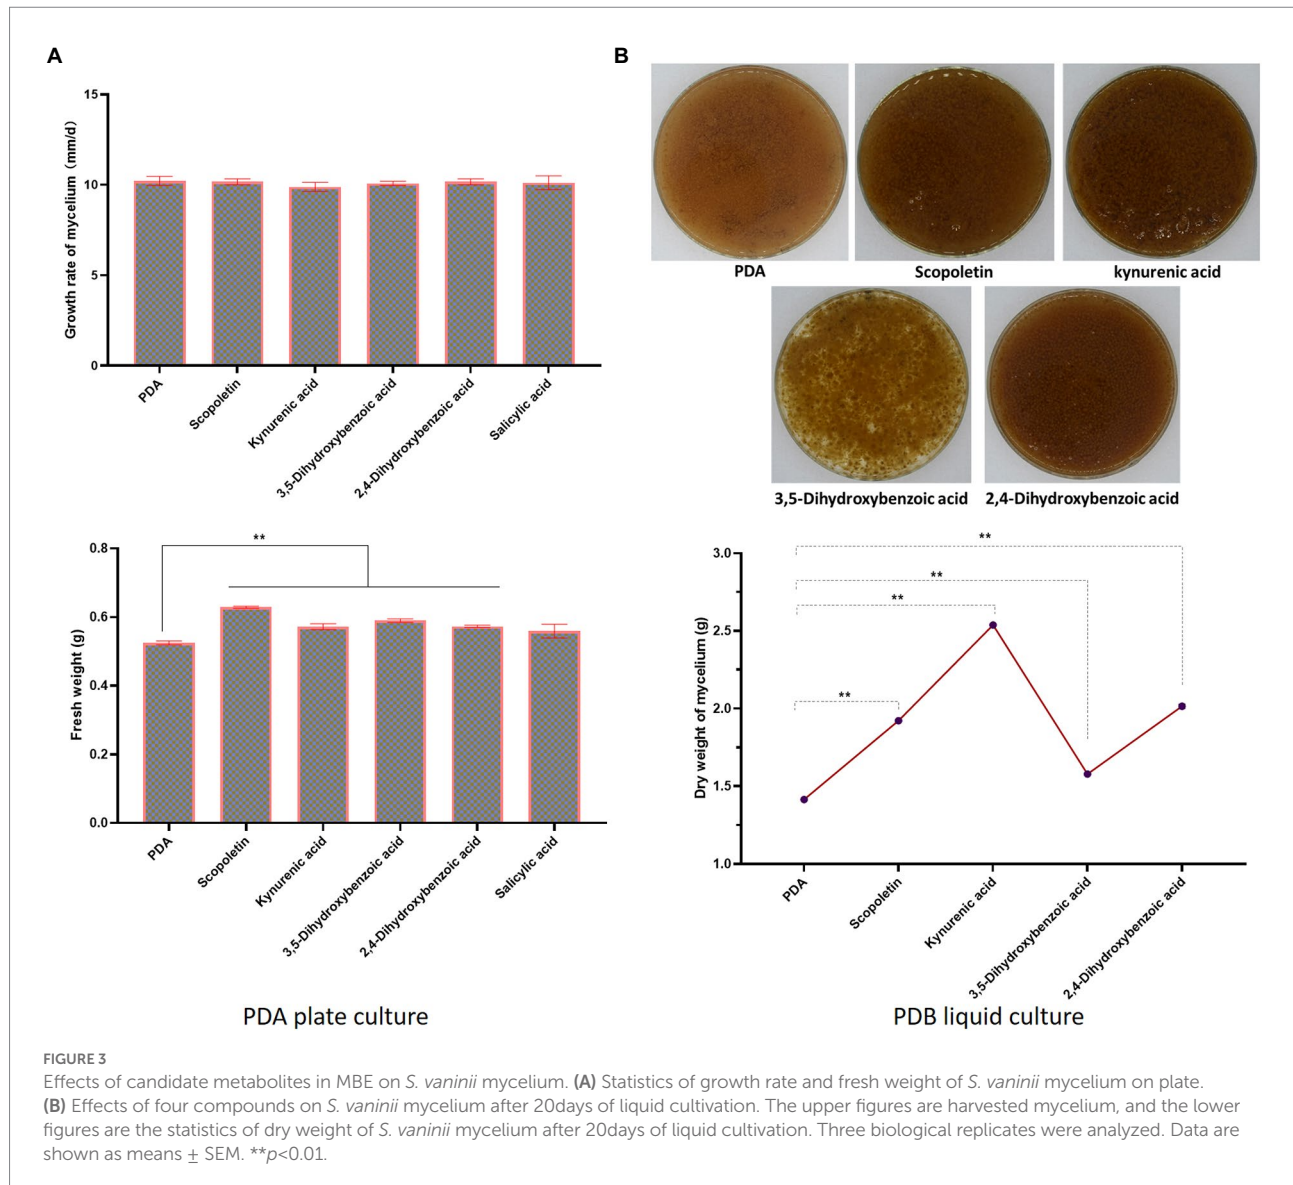 A
15
10
5
0
Growth rate of mycelium (mm/d)
PDA
Scopoletin
Kynurenic acid
3,5-Dihydroxybenzoic acid
2,4-Dihydroxybenzoic acid
Salicylic acid
**
0.8
0.6
0.4
0.2
0.0
Fresh weight (g)
PDA
Scopoletin
Kynurenic acid
3,5-Dihydroxybenzoic acid
2,4-Dihydroxybenzoic acid
Salicylic acid
PDA plate culture
B
PDA
Scopoletin
kynurenic acid
3,5-Dihydroxybenzoic acid
2,4-Dihydroxybenzoic acid
3.0
2.5
2.0
1.5
1.0
Dry weight of mycelium (g)
**
**
**
**
PDA
Scopoletin
Kynurenic acid
3,5-Dihydroxybenzoic acid
2,4-Dihydroxybenzoic acid
PDB liquid culture
FIGURE 3
Effects of candidate metabolites in MBE on S. vaninii mycelium. (A) Statistics of growth rate and fresh weight of S. vaninii mycelium on plate.
(B) Effects of four compounds on S. vaninii mycelium after 20days of liquid cultivation. The upper figures are harvested mycelium, and the lower
figures are the statistics of dry weight of S. vaninii mycelium after 20days of liquid cultivation. Three biological replicates were analyzed. Data are
shown as means ± SEM. **p<0.01.